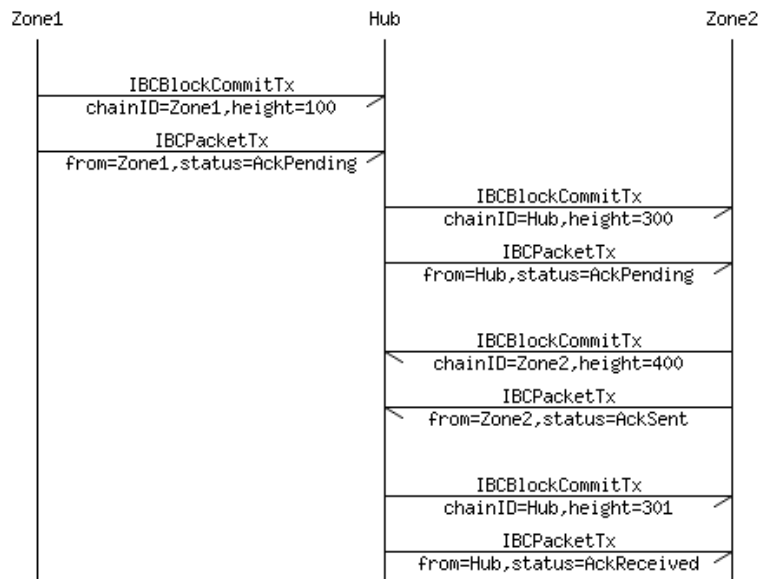 Zone1 Hub Zone2
IBCBlockCommitTx
chainID=Zone1,height=100
IBCPacketTx
from=Zone1,status=AckPending
IBCBlockCommitTx
chainID=Hub,height=300
IBCPacketTx
from=Hub,status=AckPending
IBCBlockCommitTx
chainID=Zone2,height=400
IBCPacketTx
from=Zone2,status=AckSent
IBCBlockCommitTx
chainID=Hub,height=301
IBCPacketTx
from=Hub,status=AckReceived